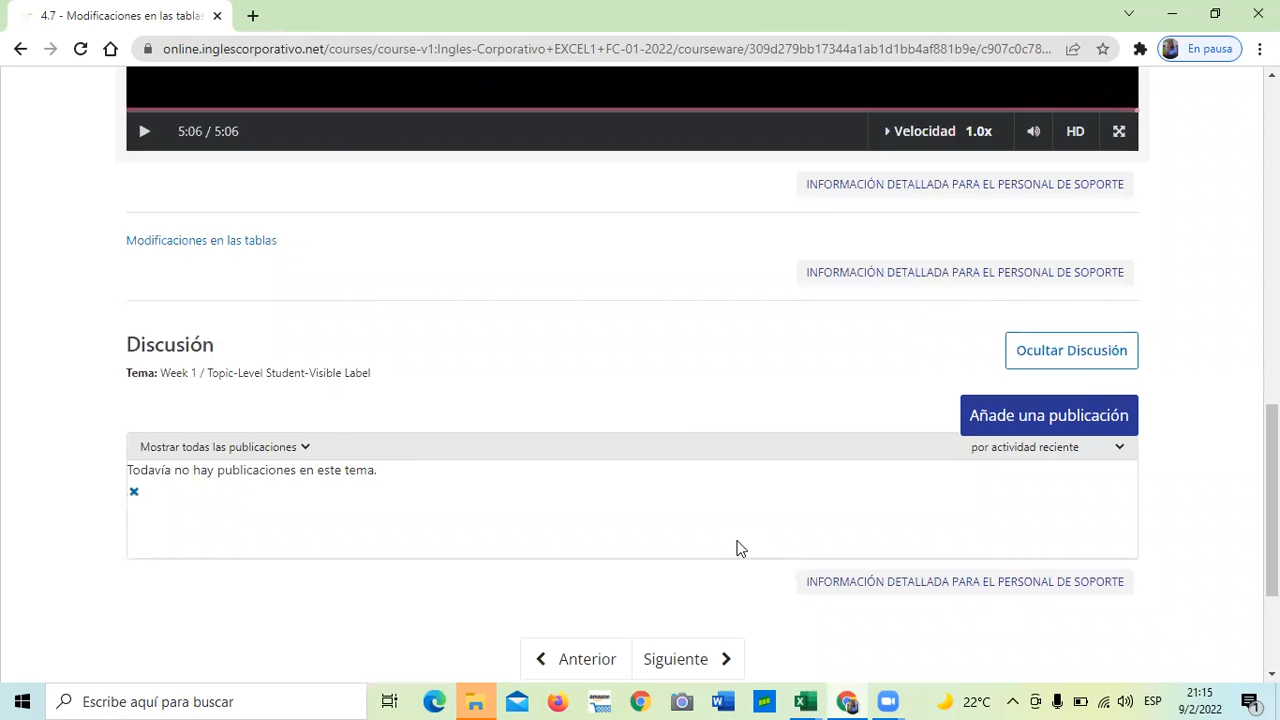 4.7 - Modificaciones en las tablas
online.inglescorporativo.net/courses/course-v1:Ingles-Corporativo+EXCEL1+FC-01-2022/courseware/309d279bb17344a1ab1d1bb4af881b9e/c907c0c78...
En pausa
5:06 / 5:06
Velocidad 1.0x
HD
INFORMACIÓN DETALLADA PARA EL PERSONAL DE SOPORTE
Modificaciones en las tablas
INFORMACIÓN DETALLADA PARA EL PERSONAL DE SOPORTE
Discusión
Ocultar Discusión
Tema: Week 1 / Topic-Level Student-Visible Label
Añade una publicación
Mostrar todas las publicaciones
por actividad reciente
Todavía no hay publicaciones en este tema.
INFORMACIÓN DETALLADA PARA EL PERSONAL DE SOPORTE
Anterior
Siguiente
Escribe aquí para buscar
amazon
22°C
ESP
21:15
9/2/2022